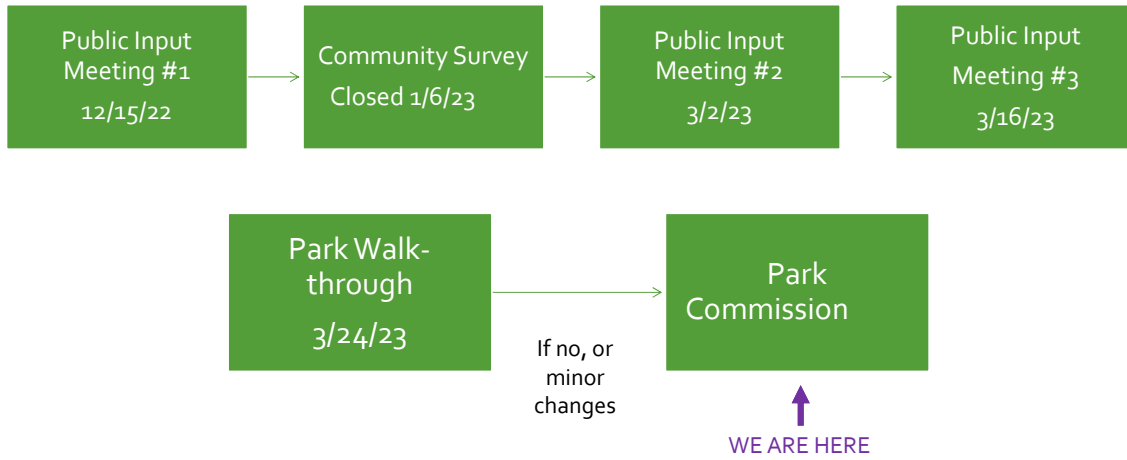 Public Input
Meeting #1
12/15/22
Community Survey
Closed 1/6/23
Public Input
Meeting #2
3/2/23
Public Input
Meeting #3
3/16/23
Park Walk-
through
3/24/23
If no, or
minor
changes
Park
Commission
WE ARE HERE